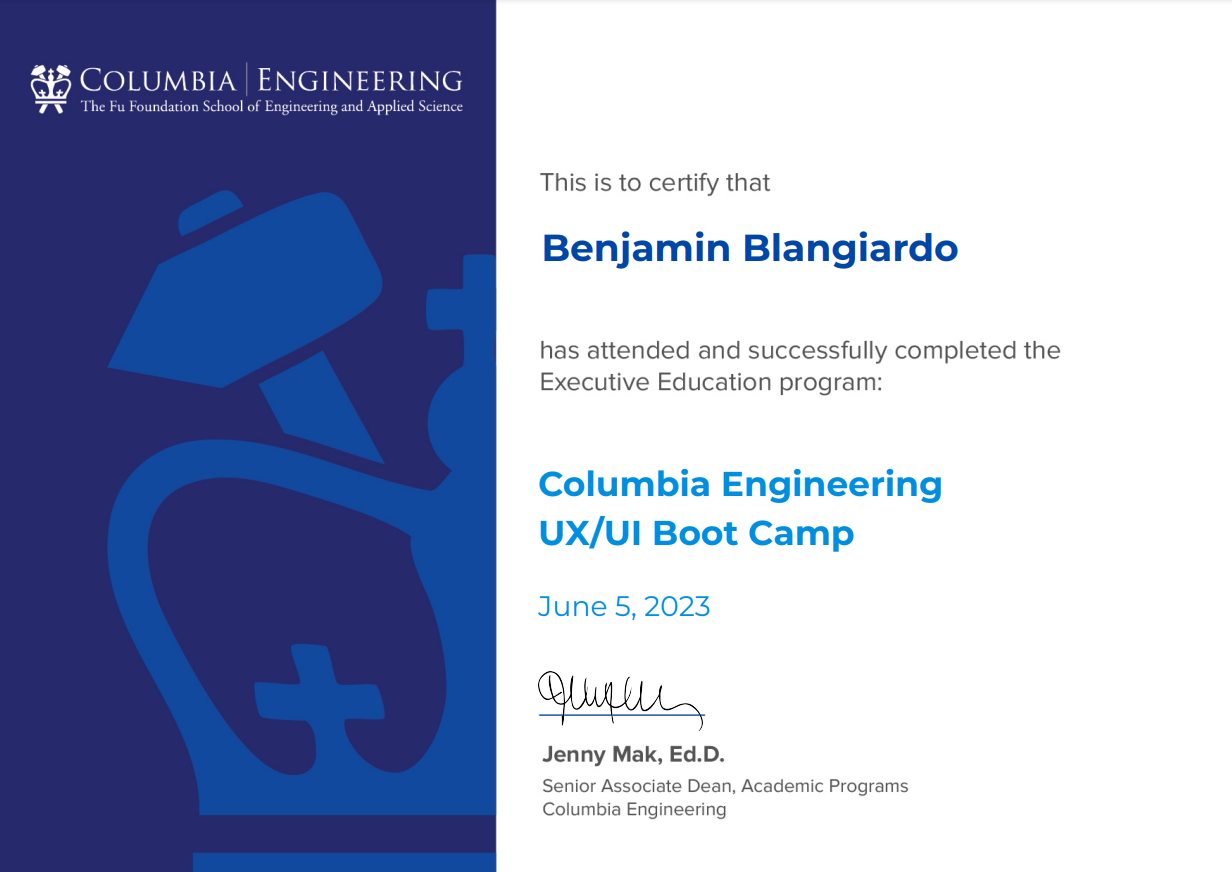 COLUMBIA | ENGINEERING
The Fu Foundation School of Engineering and Applied Science
This is to certify that
Benjamin Blangiardo
has attended and successfully completed the
Executive Education program:
Columbia Engineering
UX/UI Boot Camp
June 5, 2023
Jenny Mak, Ed.D.
Senior Associate Dean, Academic Programs
Columbia Engineering